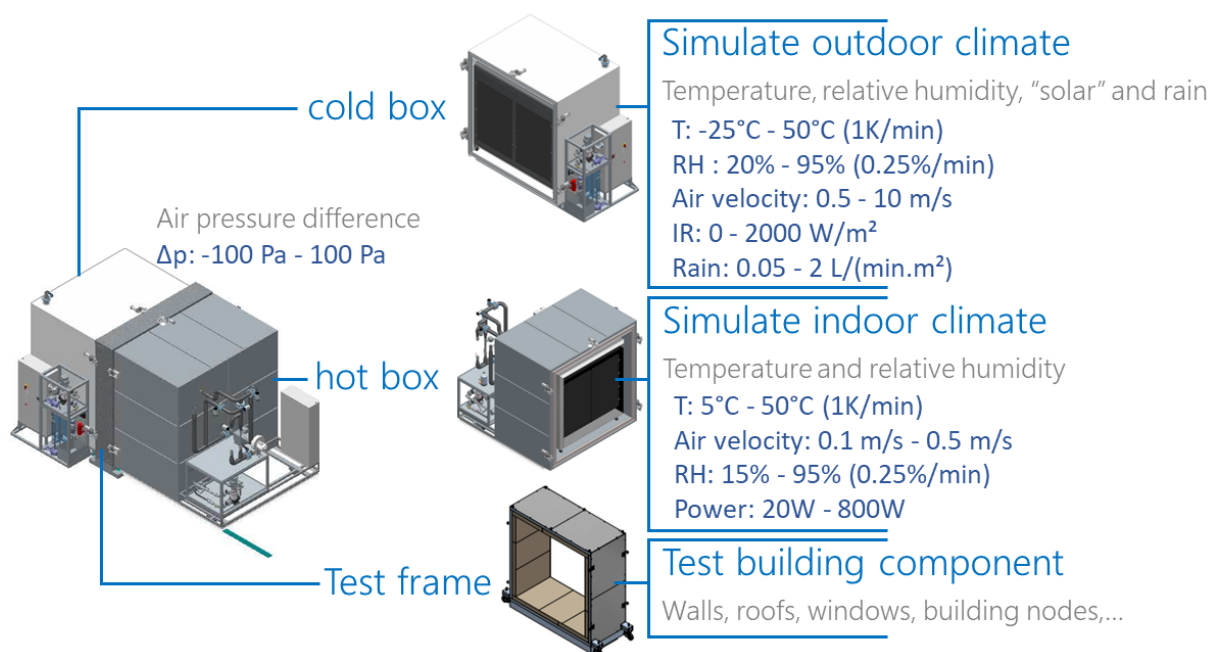 cold box
Air pressure difference
Δp: -100 Pa - 100 Pa
hot box
Test frame
Simulate outdoor climate
Temperature, relative humidity, “solar” and rain
T: -25°C - 50°C (1K/min)
RH : 20% - 95% (0.25%/min)
Air velocity: 0.5 - 10 m/s
IR: 0 - 2000 W/m²
Rain: 0.05 - 2 L/(min.m²)
Simulate indoor climate
Temperature and relative humidity
T: 5°C - 50°C (1K/min)
Air velocity: 0.1 m/s - 0.5 m/s
RH: 15% - 95% (0.25%/min)
Power: 20W - 800W
Test building component
Walls, roofs, windows, building nodes,...